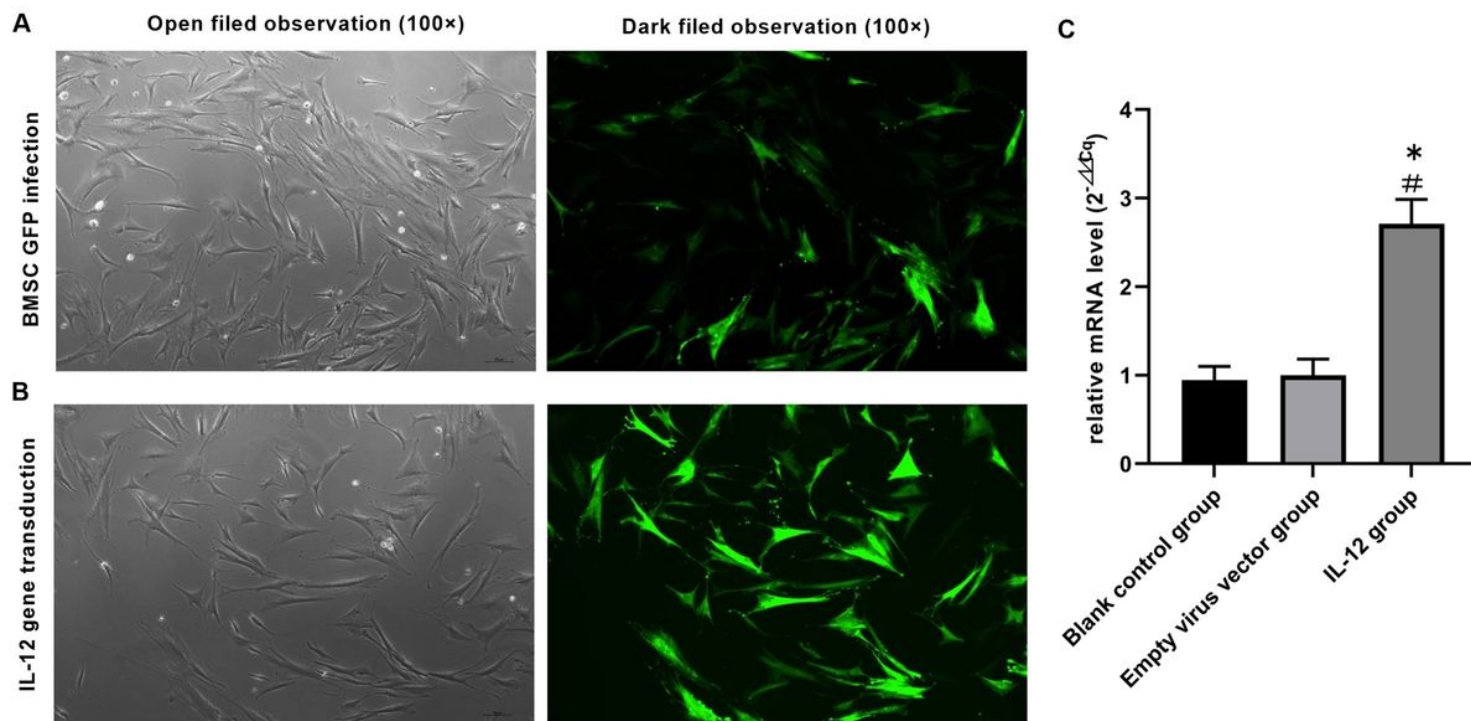 A
Open filed observation (100×)
Dark filed observation (100×)
BMSC GFP infection
B
IL-12 gene transduction
C
relative mRNA level (2^-ΔΔCq)
4
3
2
1
0
*
#
Blank control group
Empty virus vector group
IL-12 group